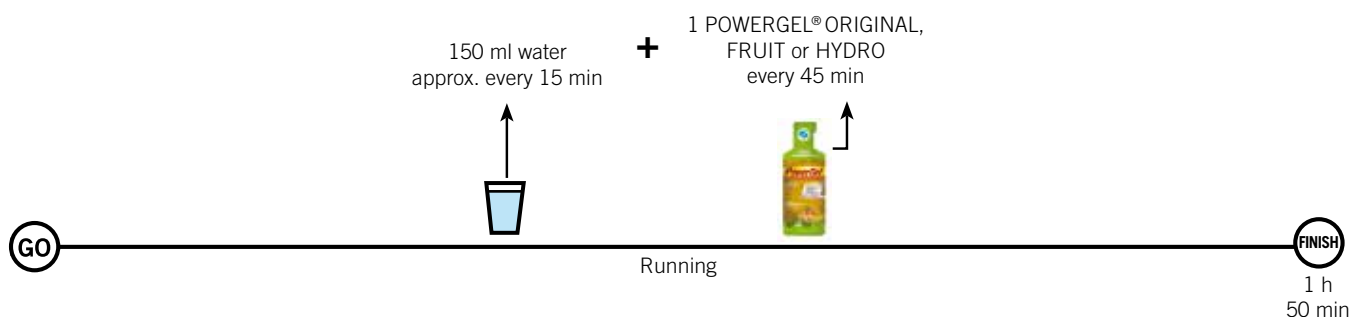 150 ml water
approx. every 15 min
+
1 POWERGEL® ORIGINAL,
FRUIT or HYDRO
every 45 min
GO
Running
FINISH
1 h
50 min